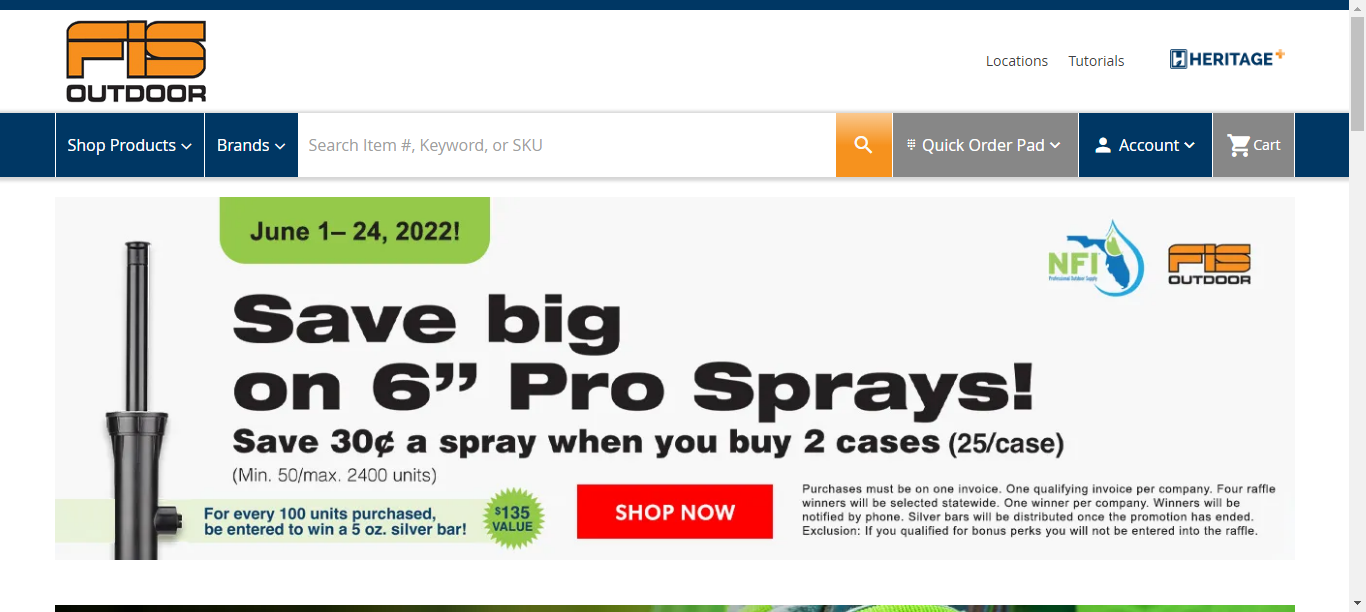 FIS
OUTDOOR
Locations
Tutorials
HERITAGE+
Shop Products
Brands
Search Item #, Keyword, or SKU
Quick Order Pad
Account
Cart
June 1– 24, 2022!
NFI
Professional Outdoor Supply
FIS
OUTDOOR
Save big
on 6” Pro Sprays!
Save 30¢ a spray when you buy 2 cases (25/case)
(Min. 50/max. 2400 units)
For every 100 units purchased,
be entered to win a 5 oz. silver bar!
$135
VALUE
SHOP NOW
Purchases must be on one invoice. One qualifying invoice per company. Four raffle
winners will be selected statewide. One winner per company. Winners will be
notified by phone. Silver bars will be distributed once the promotion has ended.
Exclusion: If you qualified for bonus perks you will not be entered into the raffle.